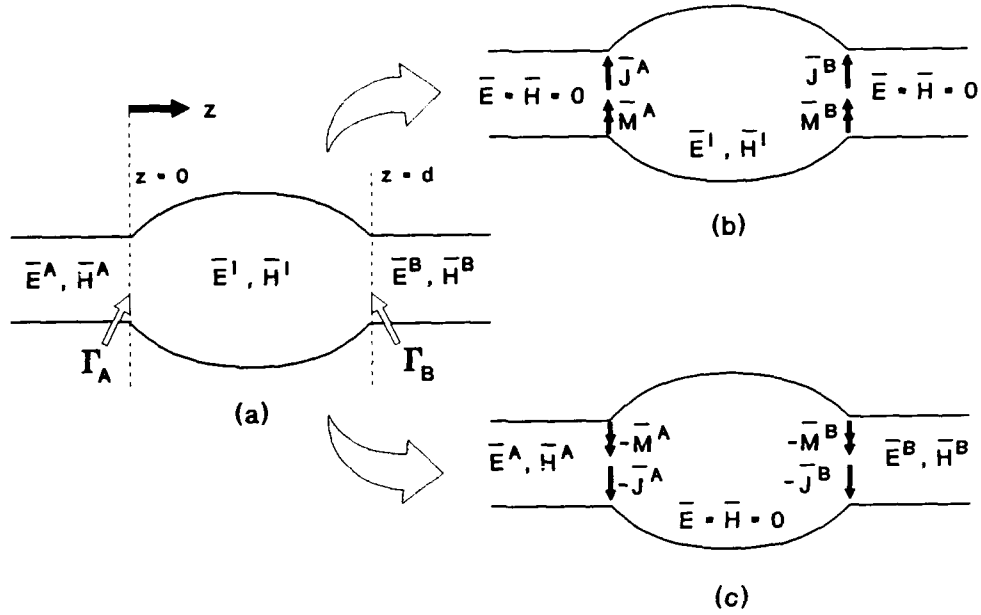 z
z = 0
z = d
E̅ᴬ, H̅ᴬ
E̅ᴵ, H̅ᴵ
E̅ᴮ, H̅ᴮ
Γ_A
Γ_B
(a)
J̅ᴬ
J̅ᴮ
E̅ = H̅ = 0
E̅ = H̅ = 0
M̅ᴬ
M̅ᴮ
E̅ᴵ, H̅ᴵ
(b)
-M̅ᴬ
-M̅ᴮ
E̅ᴬ, H̅ᴬ
E̅ᴮ, H̅ᴮ
-J̅ᴬ
-J̅ᴮ
E̅ = H̅ = 0
(c)